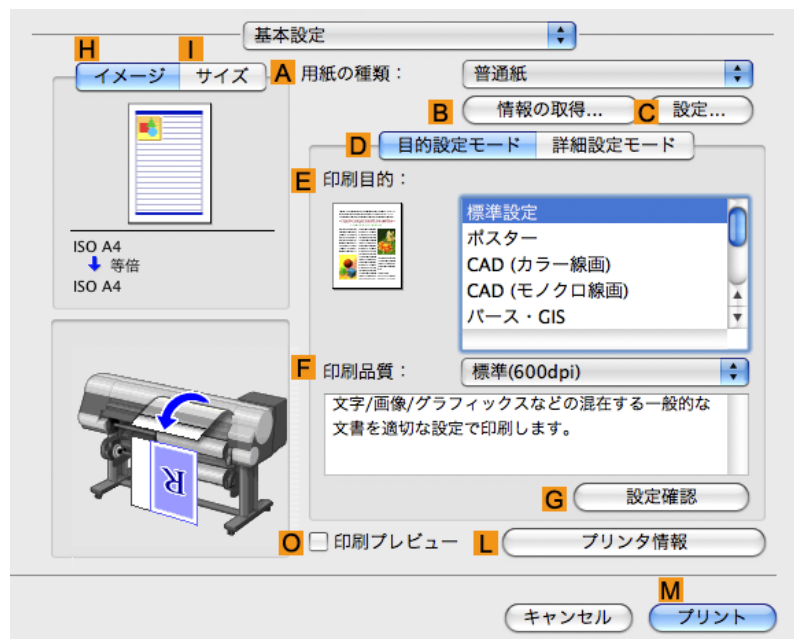 基本設定
H I
イメージ サイズ
A 用紙の種類： 普通紙
B 情報の取得... C 設定...
D 目的設定モード 詳細設定モード
E 印刷目的：
標準設定
ポスター
CAD (カラー線画)
CAD (モノクロ線画)
パース・GIS
ISO A4
等倍
ISO A4
F 印刷品質： 標準(600dpi)
文字/画像/グラフィックスなどの混在する一般的な
文書を適切な設定で印刷します。
R
G 設定確認
O 印刷プレビュー L プリンタ情報
M
キャンセル プリント